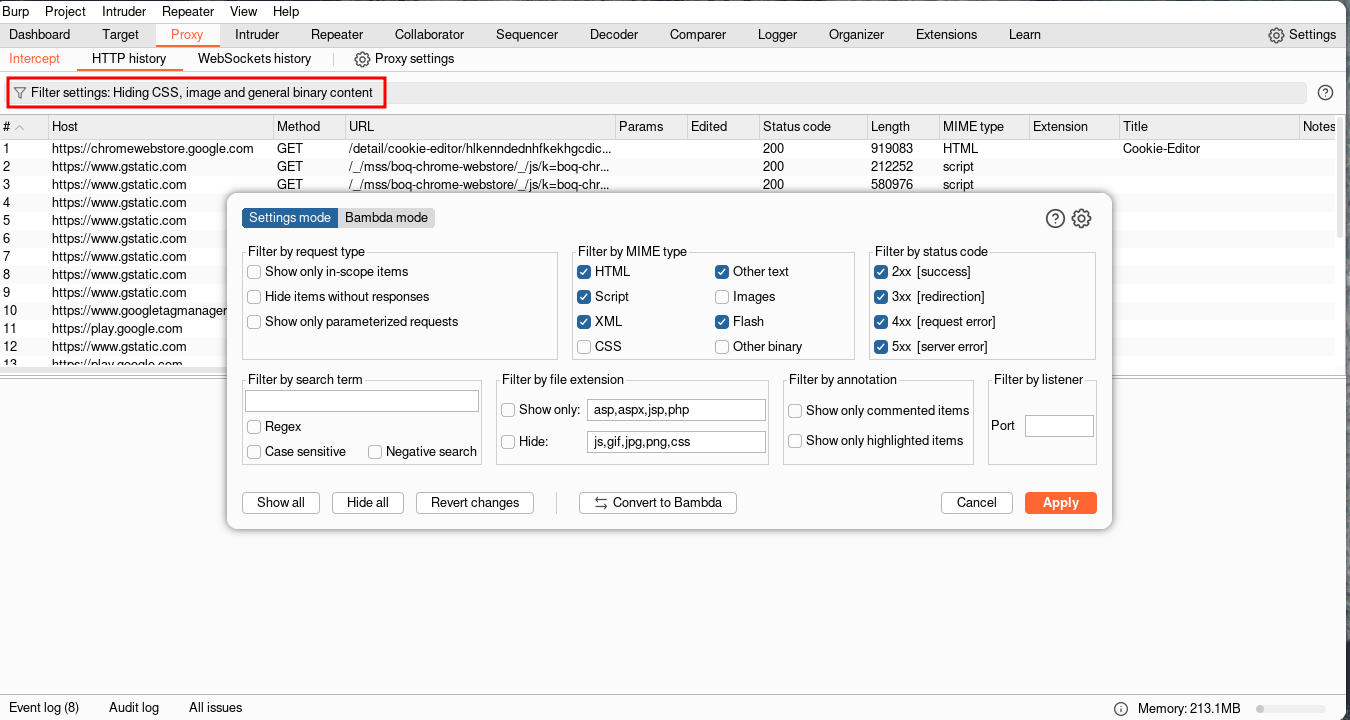 Burp Project Intruder Repeater View Help
Dashboard Target Proxy Intruder Repeater Collaborator Sequencer Decoder Comparer Logger Organizer Extensions Learn Settings
Intercept HTTP history WebSockets history Proxy settings
Filter settings: Hiding CSS, image and general binary content
# Host Method URL Params Edited Status code Length MIME type Extension Title Notes
1 https://chromewebstore.google.com GET /detail/cookie-editor/hlkenndednhfkekhgcdic... 200 919083 HTML Cookie-Editor
2 https://www.gstatic.com GET /_/mss/boq-chrome-webstore/_/js/k=boq-chr... 200 212252 script
3 https://www.gstatic.com GET /_/mss/boq-chrome-webstore/_/js/k=boq-chr... 200 580976 script
4 https://www.gstatic.com
5 https://www.gstatic.com
6 https://www.gstatic.com
7 https://www.gstatic.com
8 https://www.gstatic.com
9 https://www.gstatic.com
10 https://www.googletagmanager
11 https://play.google.com
12 https://www.gstatic.com
13 https://play.google.com
Settings mode Bambda mode
Filter by request type
Show only in-scope items
Hide items without responses
Show only parameterized requests
Filter by MIME type
HTML Other text
Script Images
XML Flash
CSS Other binary
Filter by status code
2xx [success]
3xx [redirection]
4xx [request error]
5xx [server error]
Filter by search term
Regex
Case sensitive Negative search
Filter by file extension
Show only: asp,aspx,jsp,php
Hide: js,gif,jpg,png,css
Filter by annotation
Show only commented items
Show only highlighted items
Filter by listener
Port
Show all Hide all Revert changes Convert to Bambda Cancel Apply
Event log (8) Audit log All issues Memory: 213.1MB